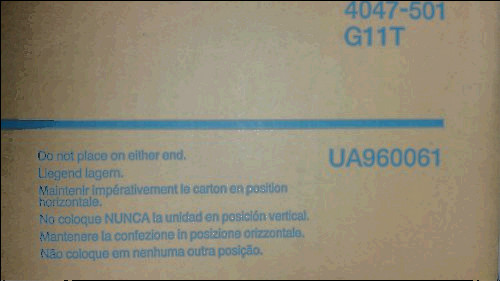 4047-501
G11T
Do not place on either end.
UA960061
Liegend lagern.
Maintenir impérativement le carton en position
horizontale.
No coloque NUNCA la unidad en posición vertical.
Mantenere la confezione in posizione orizzontale.
Não coloque em nenhuma outra posição.